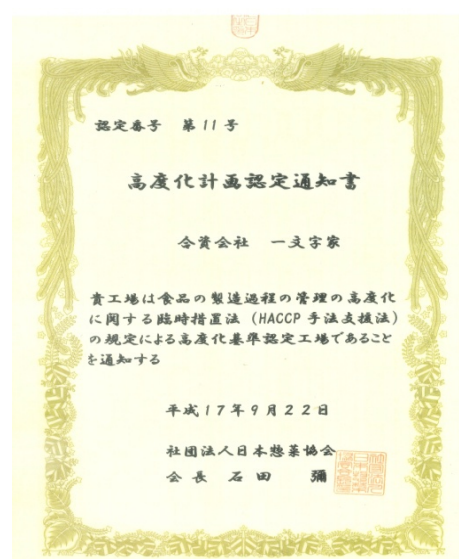 認定番号 第11号
高度化計画認定通知書
合資会社 一文字家
貴工場は食品の製造過程の管理の高度化
に関する臨時措置法(HACCP手法支援法)
の規定による高度化基準認定工場であること
を通知する
平成17年9月22日
社団法人日本惣菜協会
会長 石田 彌